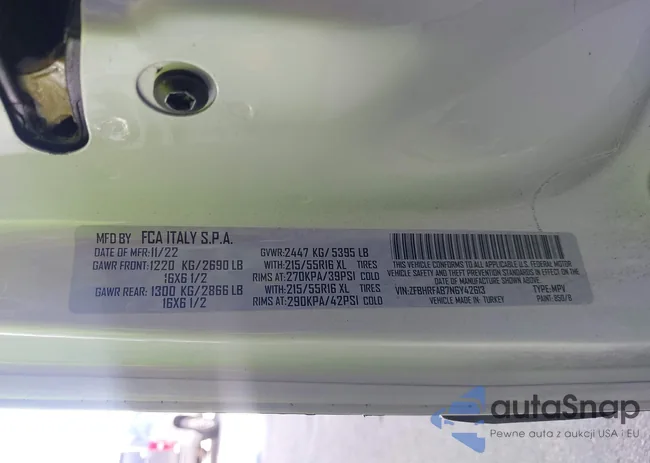 MFD BY FCA ITALY S.P.A.
DATE OF MFR: 11/22 GVWR: 2447 KG/ 5395 LB
GAWR FRONT: 1220 KG/2690 LB WITH: 215/55R16 XL TIRES
16X6 1/2 RIMS AT: 270KPA/39PSI COLD
GAWR REAR: 1300 KG/2866 LB WITH: 215/55R16 XL TIRES
16X6 1/2 RIMS AT: 290KPA/42PSI COLD
THIS VEHICLE CONFORMS TO ALL APPLICABLE U.S. FEDERAL MOTOR
VEHICLE SAFETY AND THEFT PREVENTION STANDARDS IN EFFECT ON THE
DATE OF MANUFACTURE SHOWN ABOVE.
VIN: ZFBHRFAB7N6Y42613 TYPE: MPV
MADE IN: TURKEY PAINT: 250/B
autoSnap
Pewne auta z aukcji USA i EU